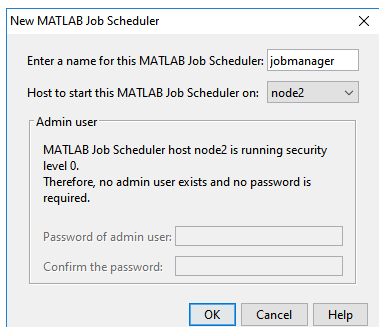 New MATLAB Job Scheduler
Enter a name for this MATLAB Job Scheduler: jobmanager
Host to start this MATLAB Job Scheduler on: node2
Admin user
MATLAB Job Scheduler host node2 is running security
level 0.
Therefore, no admin user exists and no password is
required.
Password of admin user:
Confirm the password:
OK Cancel Help